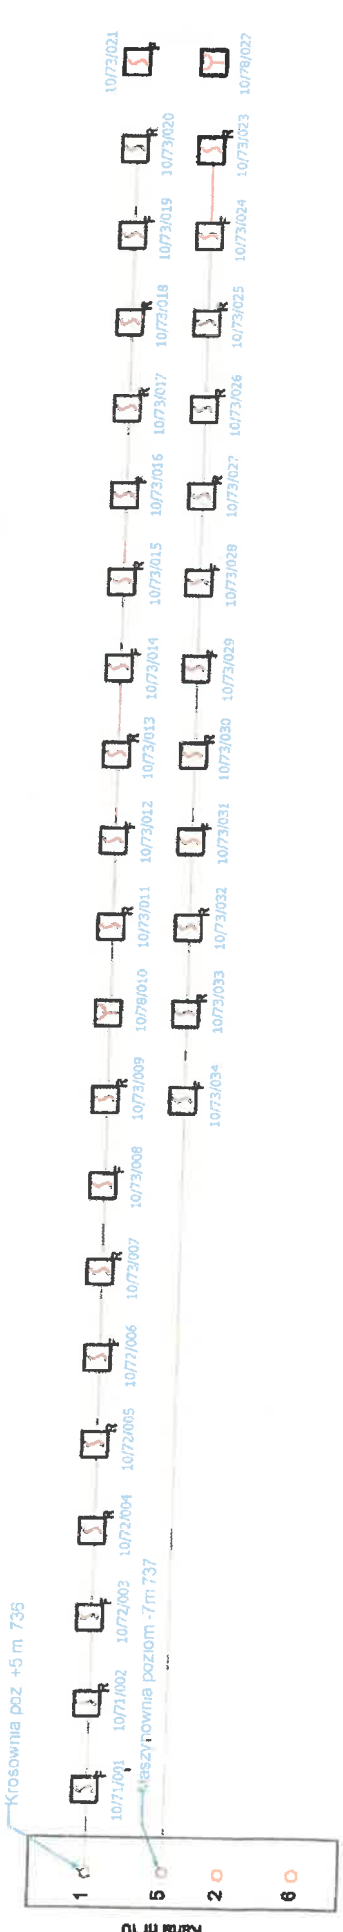 Krosownia poz +5 m 736
Maszynownia poziom -7m 737
1
5
2
6
10/71/001
F
10/71/002
R
10/72/003
F
10/72/004
R
10/72/005
R
10/72/006
F
10/73/007
R
10/73/008
F
10/73/009
R
10/78/010
10/73/011
R
10/73/012
F
10/73/013
R
10/73/014
F
10/73/015
R
10/73/016
F
10/73/017
R
10/73/018
R
10/73/019
F
10/73/020
R
10/73/021
F
10/78/022
10/73/023
R
10/73/024
F
10/73/025
R
10/73/026
R
10/73/027
R
10/73/028
F
10/73/029
F
10/73/030
R
10/73/031
F
10/73/032
R
10/73/033
R
10/73/034
F